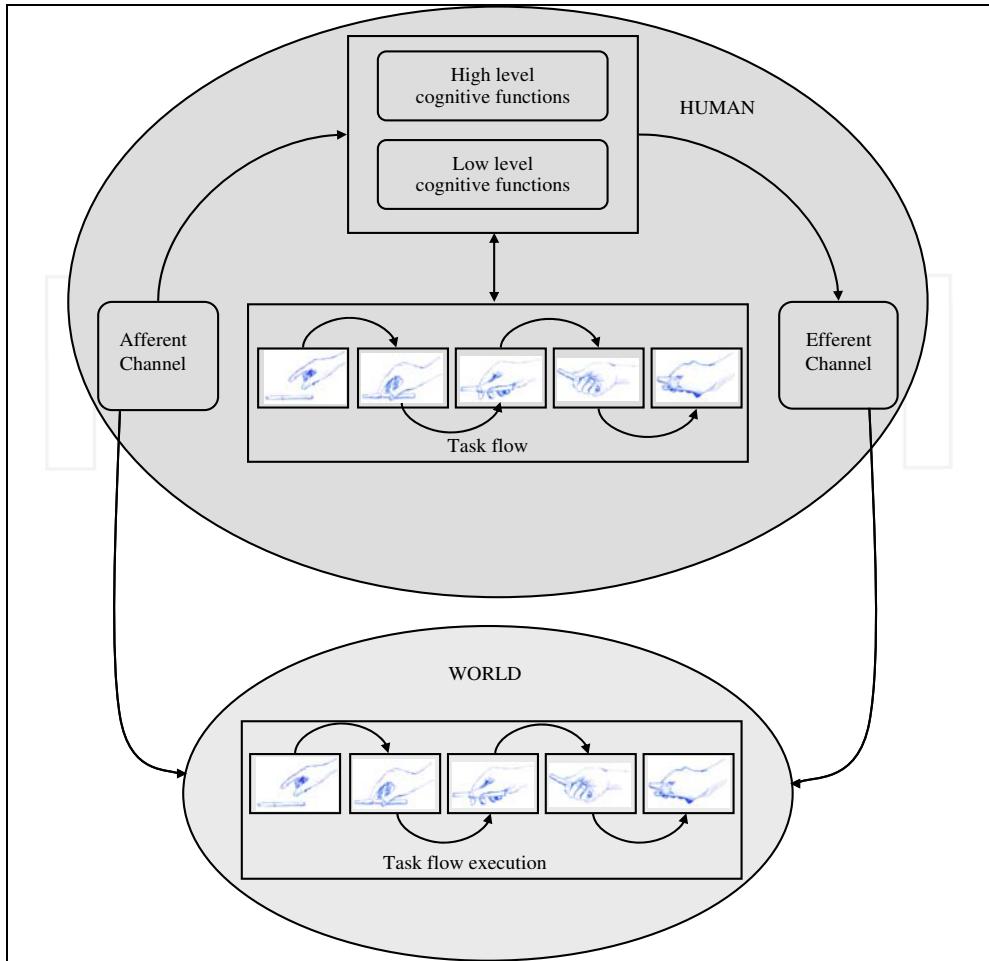 High level
cognitive functions
HUMAN
Low level
cognitive functions
Afferent
Channel
Efferent
Channel
Task flow
WORLD
Task flow execution